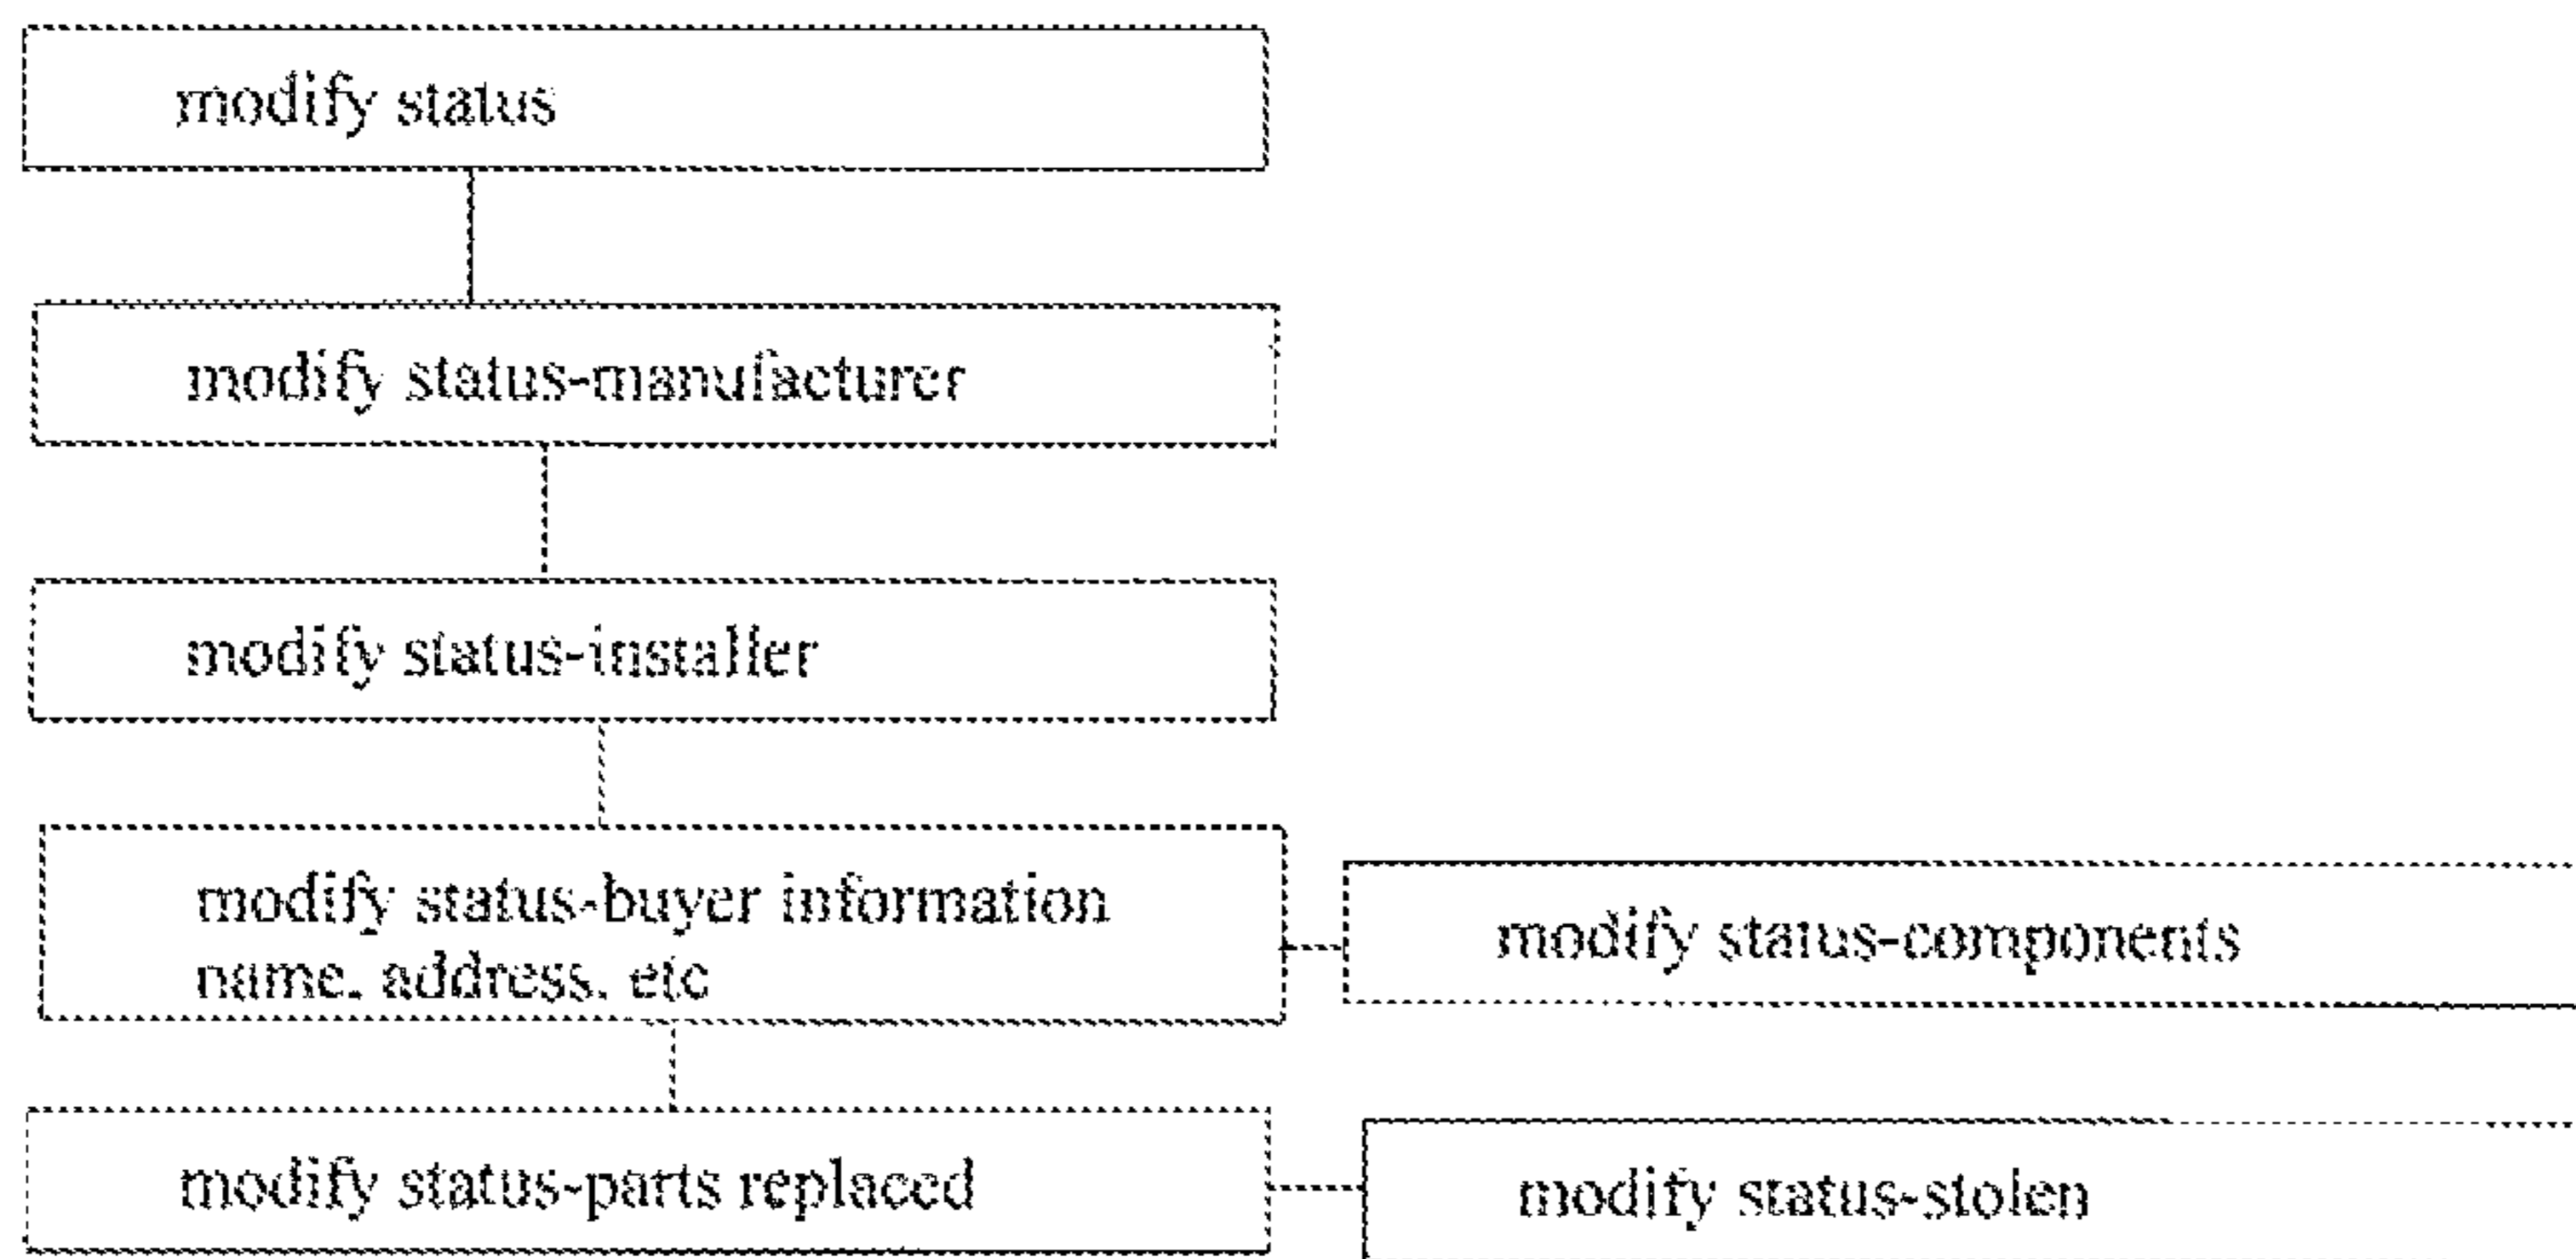 modify status
modify status-manufacturer
modify status-installer
modify status-buyer information
name, address, etc
modify status-components
modify status-parts replaced
modify status-stolen